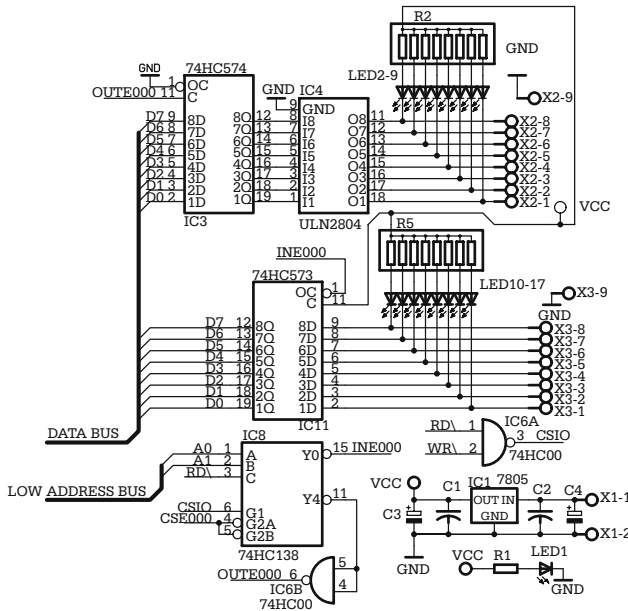 R2
GND
74HC574
GND 1 OC
OUTE000 11 C
LED2-9
GND
IC4
9 GND
X2-9
D7 9 8D 8Q 12 8 I8 O8 11 X2-8
D6 8 7D 7Q 13 7 I7 O7 12 X2-7
D5 7 6D 6Q 14 6 I6 O6 13 X2-6
D4 6 5D 5Q 15 5 I5 O5 14 X2-5
D3 5 4D 4Q 16 4 I4 O4 15 X2-4
D2 4 3D 3Q 17 3 I3 O3 16 X2-3
D1 3 2D 2Q 18 2 I2 O2 17 X2-2
D0 2 1D 1Q 19 1 I1 O1 18 X2-1
IC3
ULN2804
VCC
R5
INE000
74HC573
OC 1
C 11
LED10-17
X3-9
GND
D7 12 8Q 8D 9 X3-8
D6 13 7Q 7D 8 X3-7
D5 14 6Q 6D 7 X3-6
D4 15 5Q 5D 6 X3-5
D3 16 4Q 4D 5 X3-4
D2 17 3Q 3D 4 X3-3
D1 18 2Q 2D 3 X3-2
D0 19 1Q 1D 2 X3-1
IC11
DATA BUS
IC8
IC6A
RD\ 1
3 CSIO
WR\ 2
74HC00
A0 1 A Y0 15 INE000
A1 2 B
RD\ 3 C
LOW ADDRESS BUS
Y4 11
CSIO 6 G1
CSE000 4 G2A
5 G2B
74HC138
VCC
C1
IC1 7805
OUT IN
GND
C2
C4
X1-1
C3
X1-2
GND
OUTE000 6
5
4
IC6B
74HC00
VCC
R1
LED1
GND